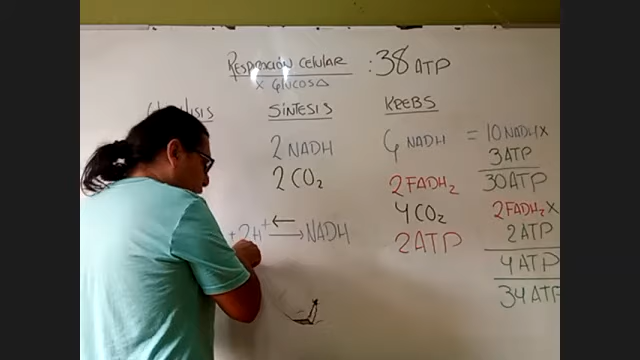 Respiración celular : 38 ATP
x Glucosa
Síntesis
2 NADH
2 CO₂
Krebs
6 NADH
2 FADH₂
4 CO₂
2 ATP
= 10 NADH x
3 ATP
30 ATP
2 FADH₂ x
2 ATP
4 ATP
34 ATP
+ 2H⁺ ⇄ NADH